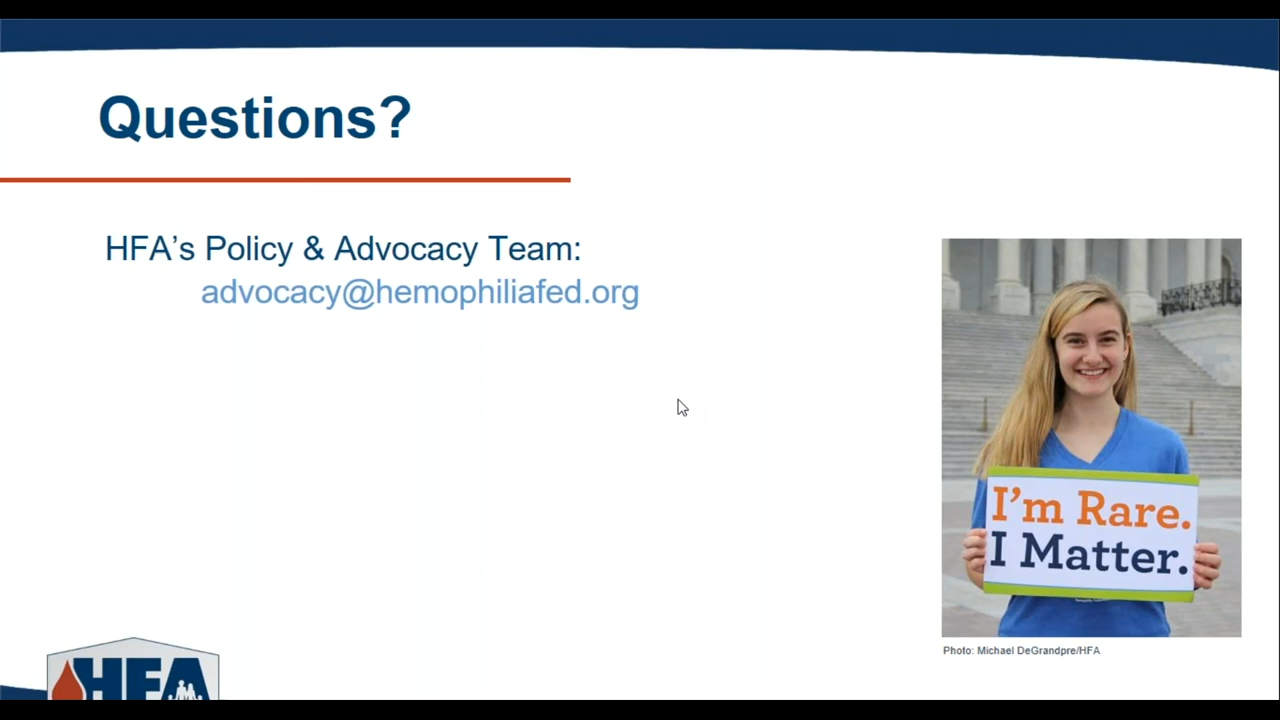 Questions?
HFA’s Policy & Advocacy Team:
advocacy@hemophiliafed.org
I’m Rare.
I Matter.
Photo: Michael DeGrandpre/HFA
HFA